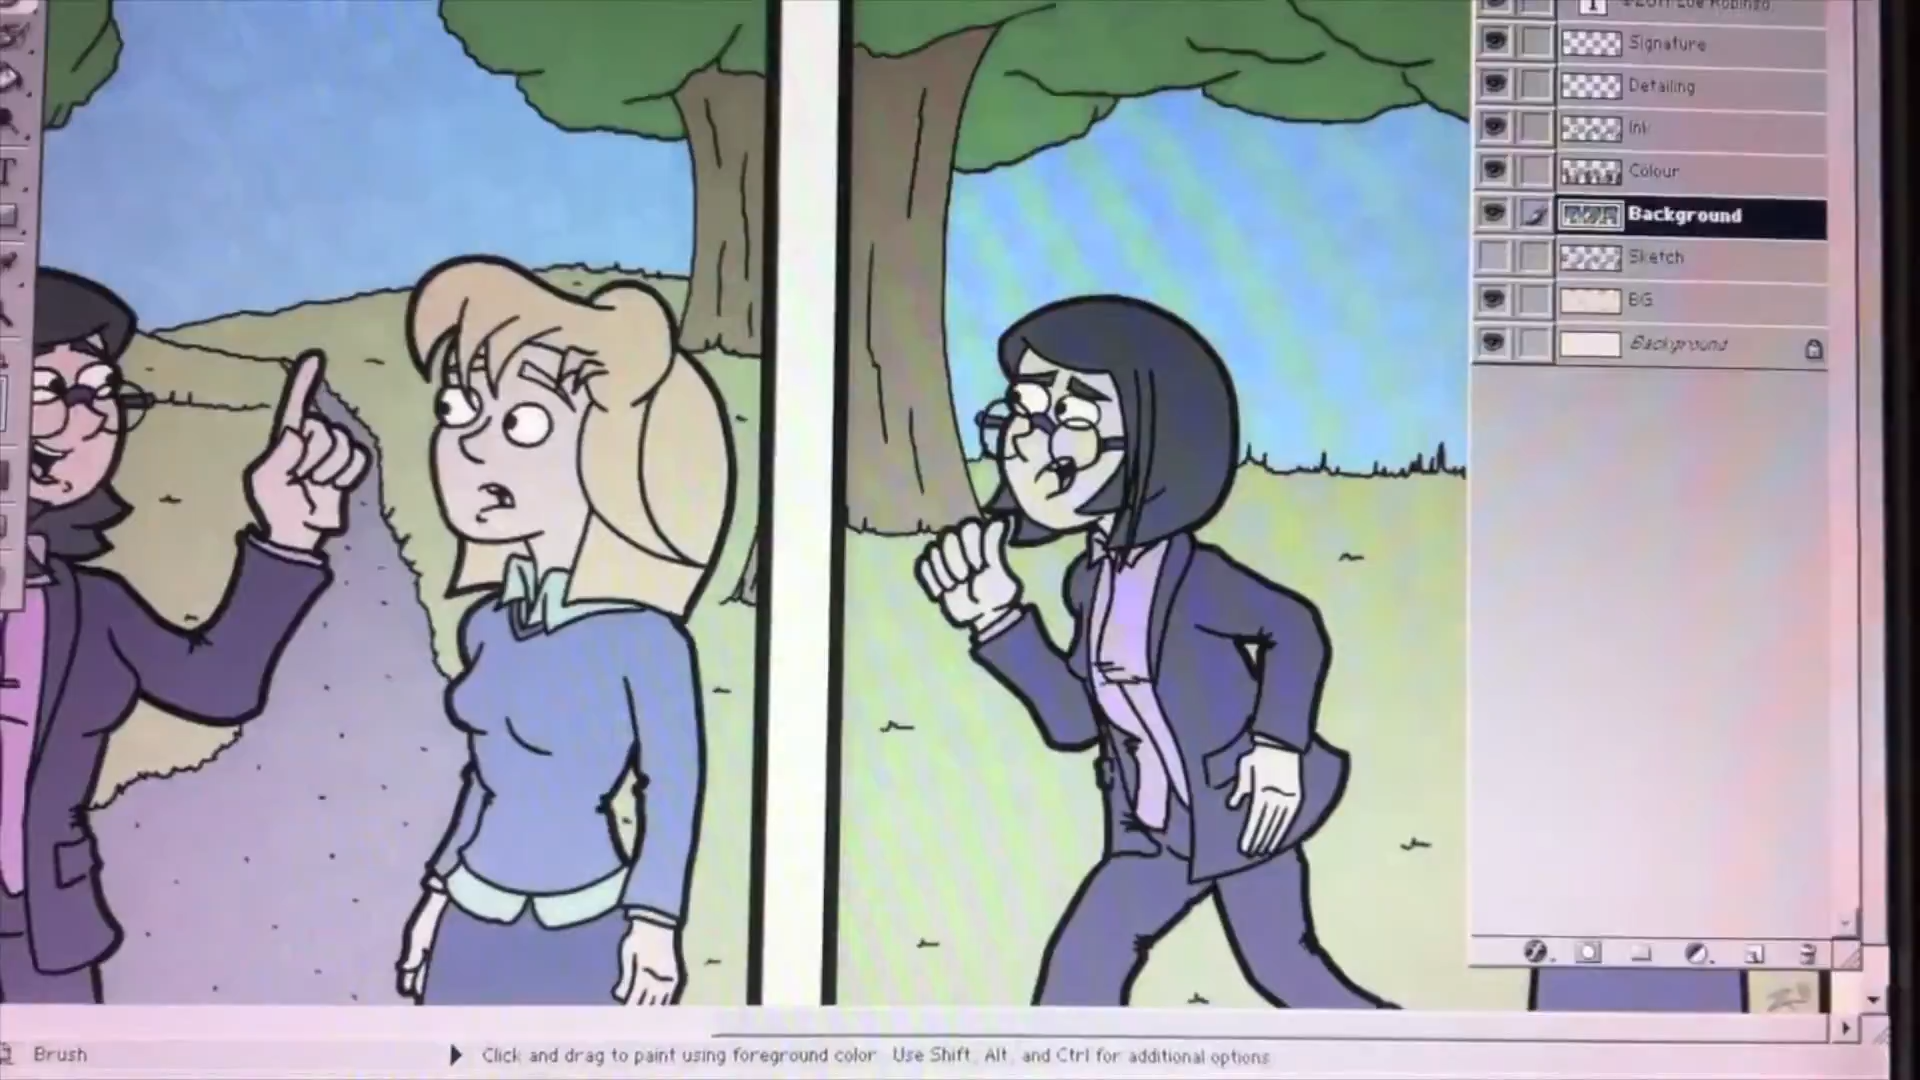 Signature
Detailing
Ink
Colour
Background
Sketch
BG
Background
T
Brush
Click and drag to paint using foreground color. Use Shift, Alt, and Ctrl for additional options.